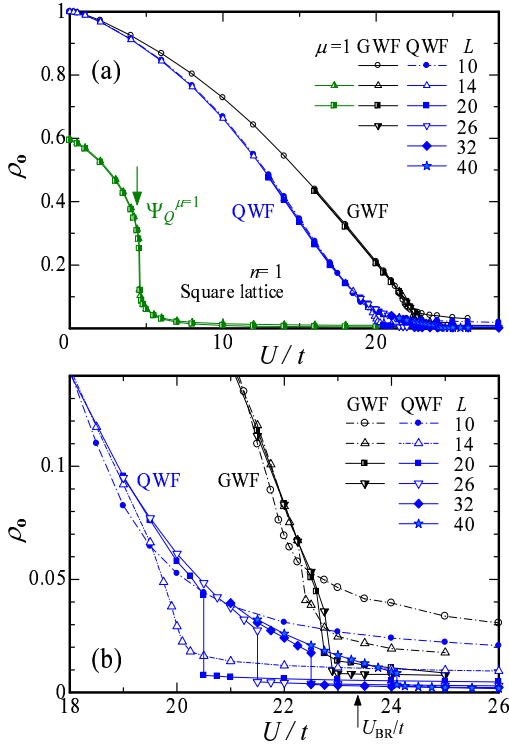 1
0.8
0.6
0.4
0.2
0
10
20
ρ₀
U / t
(a)
μ=1 GWF QWF L
10
14
20
26
32
40
Ψ_Q^{μ=1}
QWF
GWF
n=1
Square lattice
0.1
0.05
0
18
20
22
24
26
ρ₀
U / t
U_BR/t
(b)
GWF QWF L
10
14
20
26
32
40
QWF
GWF